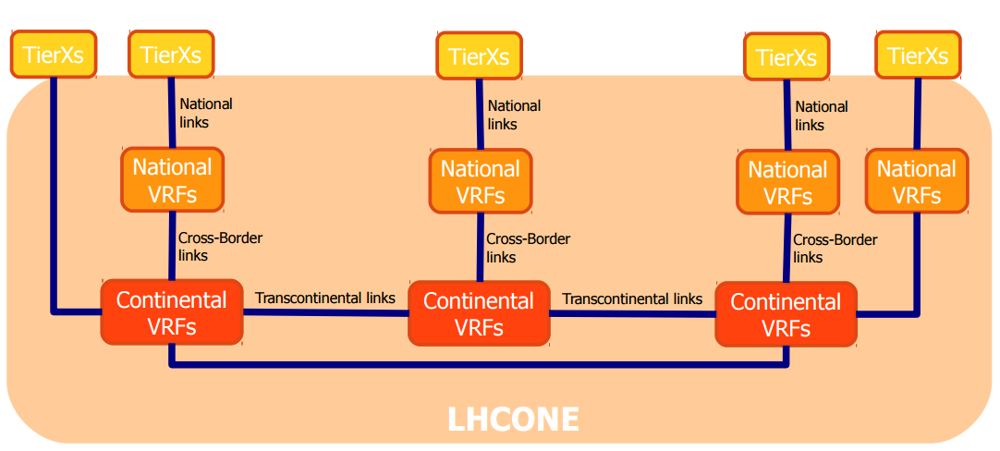 TierXs
TierXs
TierXs
TierXs
TierXs
National
links
National
links
National
links
National
VRFs
National
VRFs
National
VRFs
National
VRFs
Cross-Border
links
Cross-Border
links
Cross-Border
links
Continental
VRFs
Transcontinental links
Continental
VRFs
Transcontinental links
Continental
VRFs
LHCONE